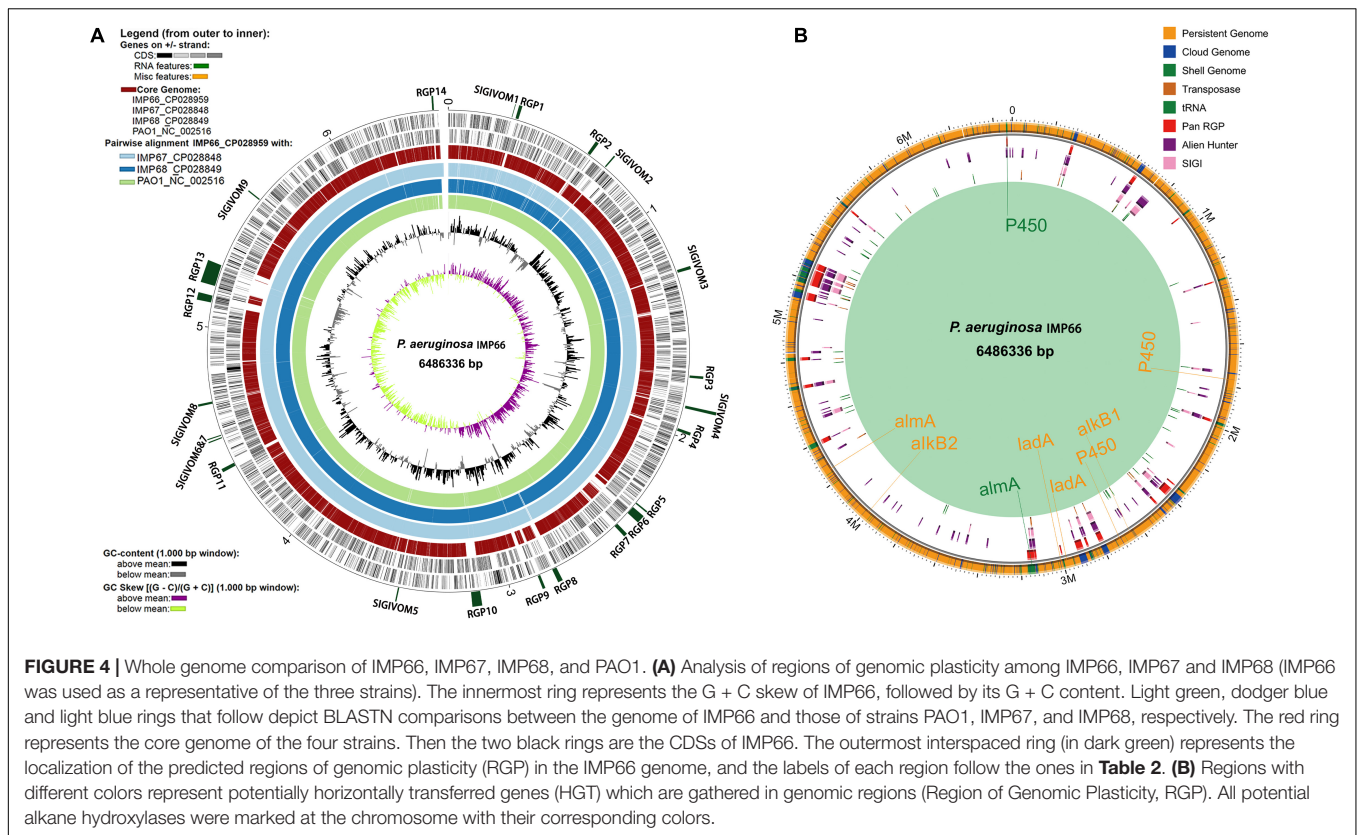 A
Legend (from outer to inner):
Genes on +/- strand:
CDS:
RNA features:
Misc features:
Core Genome:
IMP66_CP028959
IMP67_CP028848
IMP68_CP028849
PAO1_NC_002516
Pairwise alignment IMP66_CP028959 with:
IMP67_CP028848
IMP68_CP028849
PAO1_NC_002516
GC-content (1.000 bp window):
above mean:
below mean:
GC Skew [(G - C)/(G + C)] (1.000 bp window):
above mean:
below mean:
RGP14
0
SIGIVOM1
RGP1
RGP2
SIGIVOM2
1
SIGIVOM3
RGP3
SIGIVOM4
2
RGP4
RGP5
RGP6
RGP7
RGP8
RGP9
3
RGP10
SIGIVOM5
4
RGP11
SIGIVOM6&7
SIGIVOM8
5
RGP12
RGP13
SIGIVOM9
6
P. aeruginosa IMP66
6486336 bp
B
Persistent Genome
Cloud Genome
Shell Genome
Transposase
tRNA
Pan RGP
Alien Hunter
SIGI
0
1M
2M
3M
4M
5M
6M
P450
P. aeruginosa IMP66
6486336 bp
P450
almA
alkB2
almA
ladA
ladA
P450
alkB1
FIGURE 4 | Whole genome comparison of IMP66, IMP67, IMP68, and PAO1. (A) Analysis of regions of genomic plasticity among IMP66, IMP67 and IMP68 (IMP66
was used as a representative of the three strains). The innermost ring represents the G + C skew of IMP66, followed by its G + C content. Light green, dodger blue
and light blue rings that follow depict BLASTN comparisons between the genome of IMP66 and those of strains PAO1, IMP67, and IMP68, respectively. The red ring
represents the core genome of the four strains. Then the two black rings are the CDSs of IMP66. The outermost interspaced ring (in dark green) represents the
localization of the predicted regions of genomic plasticity (RGP) in the IMP66 genome, and the labels of each region follow the ones in Table 2. (B) Regions with
different colors represent potentially horizontally transferred genes (HGT) which are gathered in genomic regions (Region of Genomic Plasticity, RGP). All potential
alkane hydroxylases were marked at the chromosome with their corresponding colors.